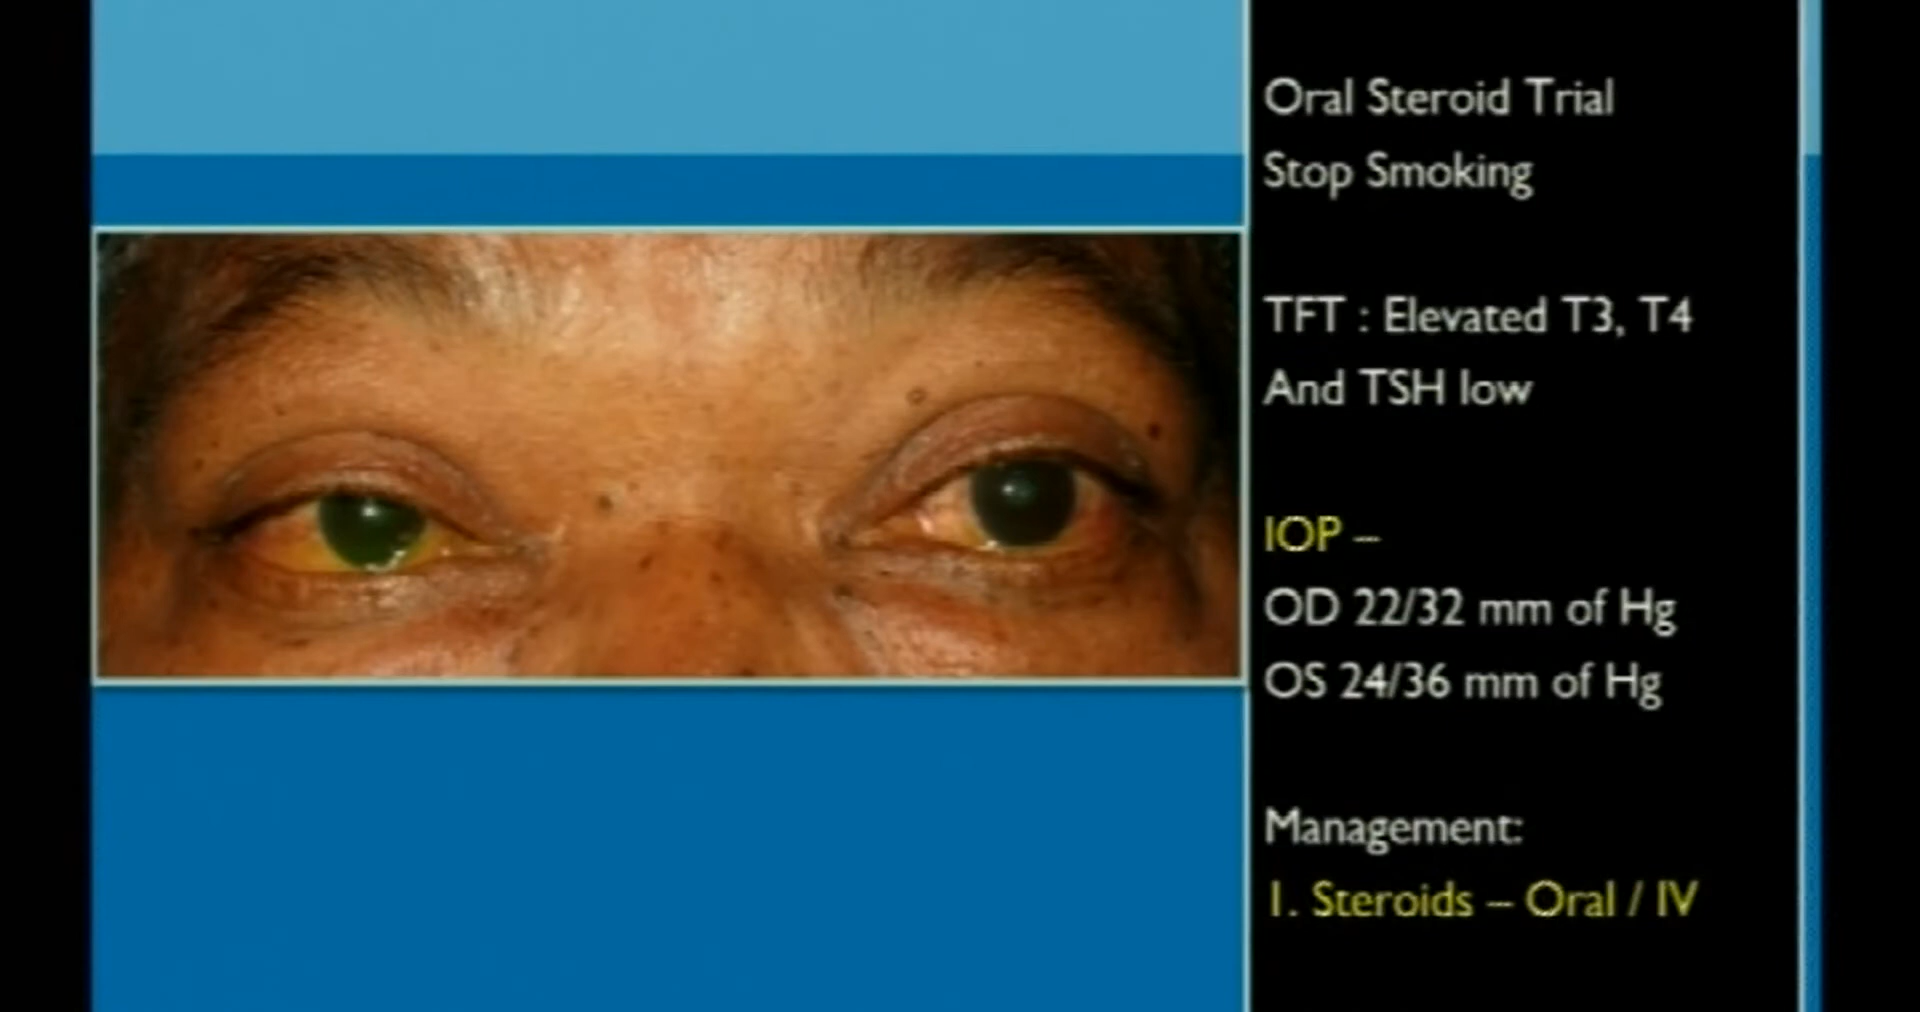 Oral Steroid Trial
Stop Smoking
TFT : Elevated T3, T4
And TSH low
IOP –
OD 22/32 mm of Hg
OS 24/36 mm of Hg
Management:
1. Steroids – Oral / IV